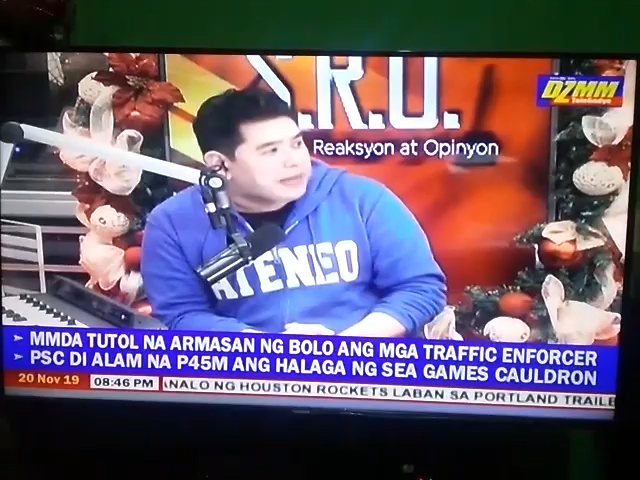 S.R.O.
Reaksyon at Opinyon
DZMM
TeleRadyo
ATENEO
➢ MMDA TUTOL NA ARMASAN NG BOLO ANG MGA TRAFFIC ENFORCER
➢ PSC DI ALAM NA P45M ANG HALAGA NG SEA GAMES CAULDRON
20 Nov 19 08:46 PM NALO NG HOUSTON ROCKETS LABAN SA PORTLAND TRAILE